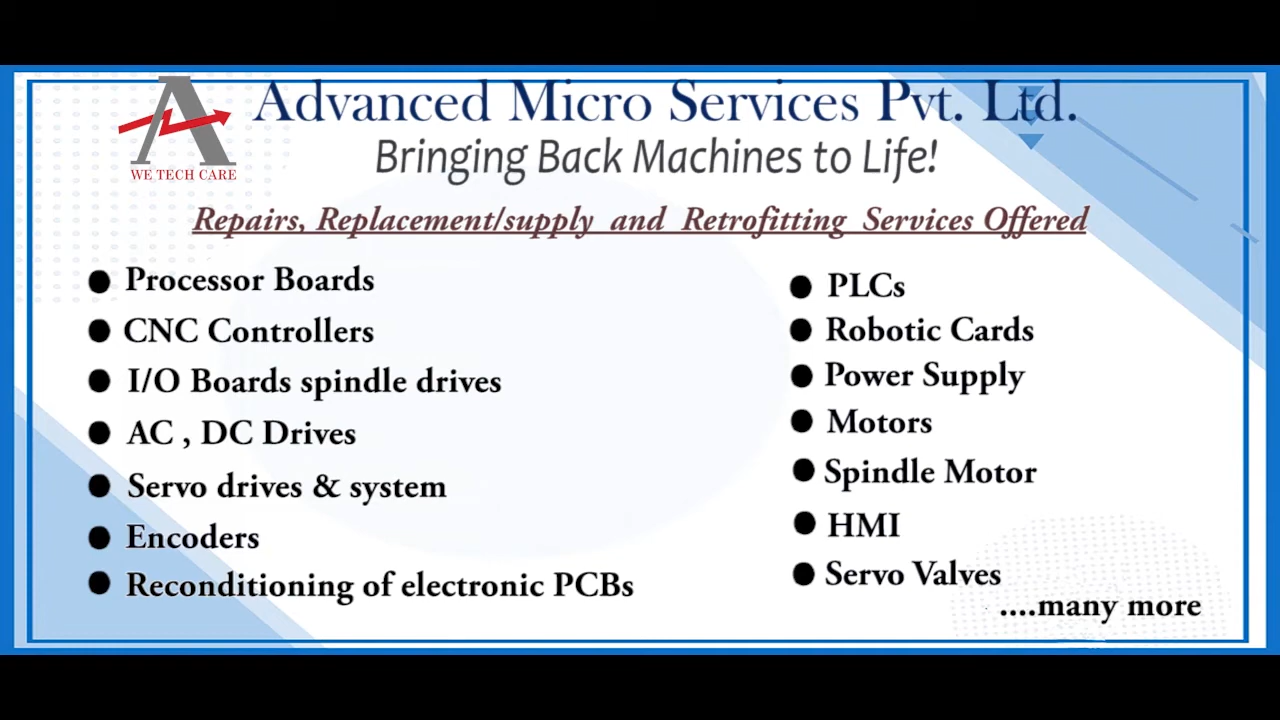 Advanced Micro Services Pvt. Ltd.
WE TECH CARE
Bringing Back Machines to Life!
Repairs, Replacement/supply and Retrofitting Services Offered
● Processor Boards
● CNC Controllers
● I/O Boards spindle drives
● AC , DC Drives
● Servo drives & system
● Encoders
● Reconditioning of electronic PCBs
● PLCs
● Robotic Cards
● Power Supply
● Motors
● Spindle Motor
● HMI
● Servo Valves
....many more